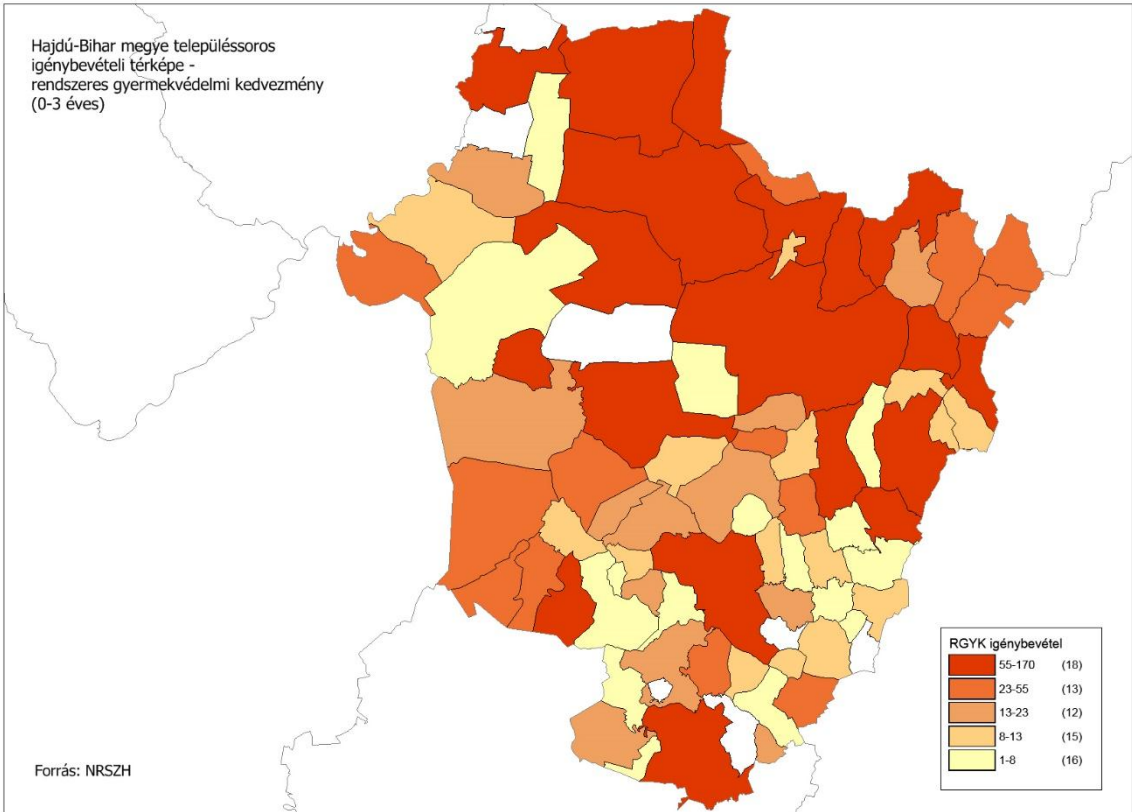 Hajdú-Bihar megye településsoros
igénybevételi térképe -
rendszeres gyermekvédelmi kedvezmény
(0-3 éves)
RGYK igénybevétel
55-170 (18)
23-55 (13)
13-23 (12)
8-13 (15)
1-8 (16)
Forrás: NRSZH